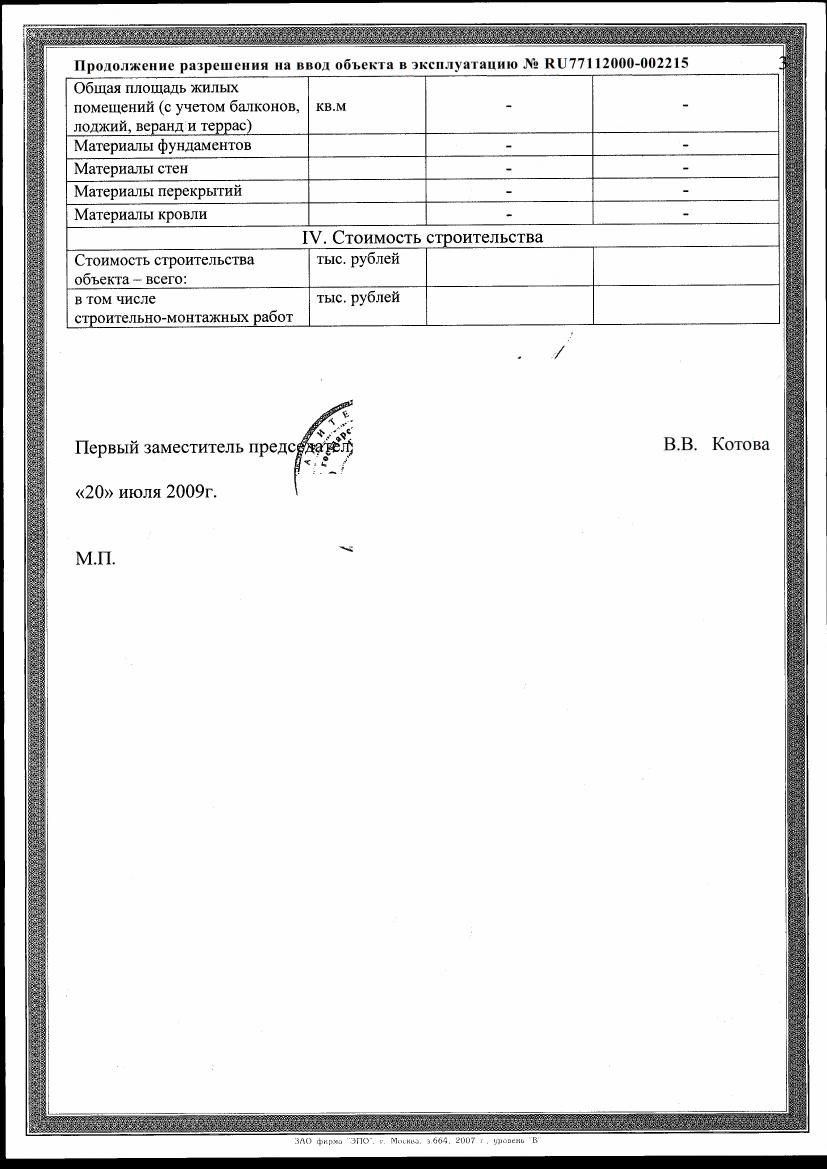 Продолжение разрешения на ввод объекта в эксплуатацию № RU77112000-002215
3
Общая площадь жилых
помещений (с учетом балконов, кв.м - -
лоджий, веранд и террас)
Материалы фундаментов - -
Материалы стен - -
Материалы перекрытий - -
Материалы кровли - -
IV. Стоимость строительства
Стоимость строительства тыс. рублей
объекта – всего:
в том числе тыс. рублей
строительно-монтажных работ
Первый заместитель председател В.В. Котова
«20» июля 2009г.
М.П.
ЗАО фирма "ЭПО", г. Москва, з.664, 2007 г., уровень "В"